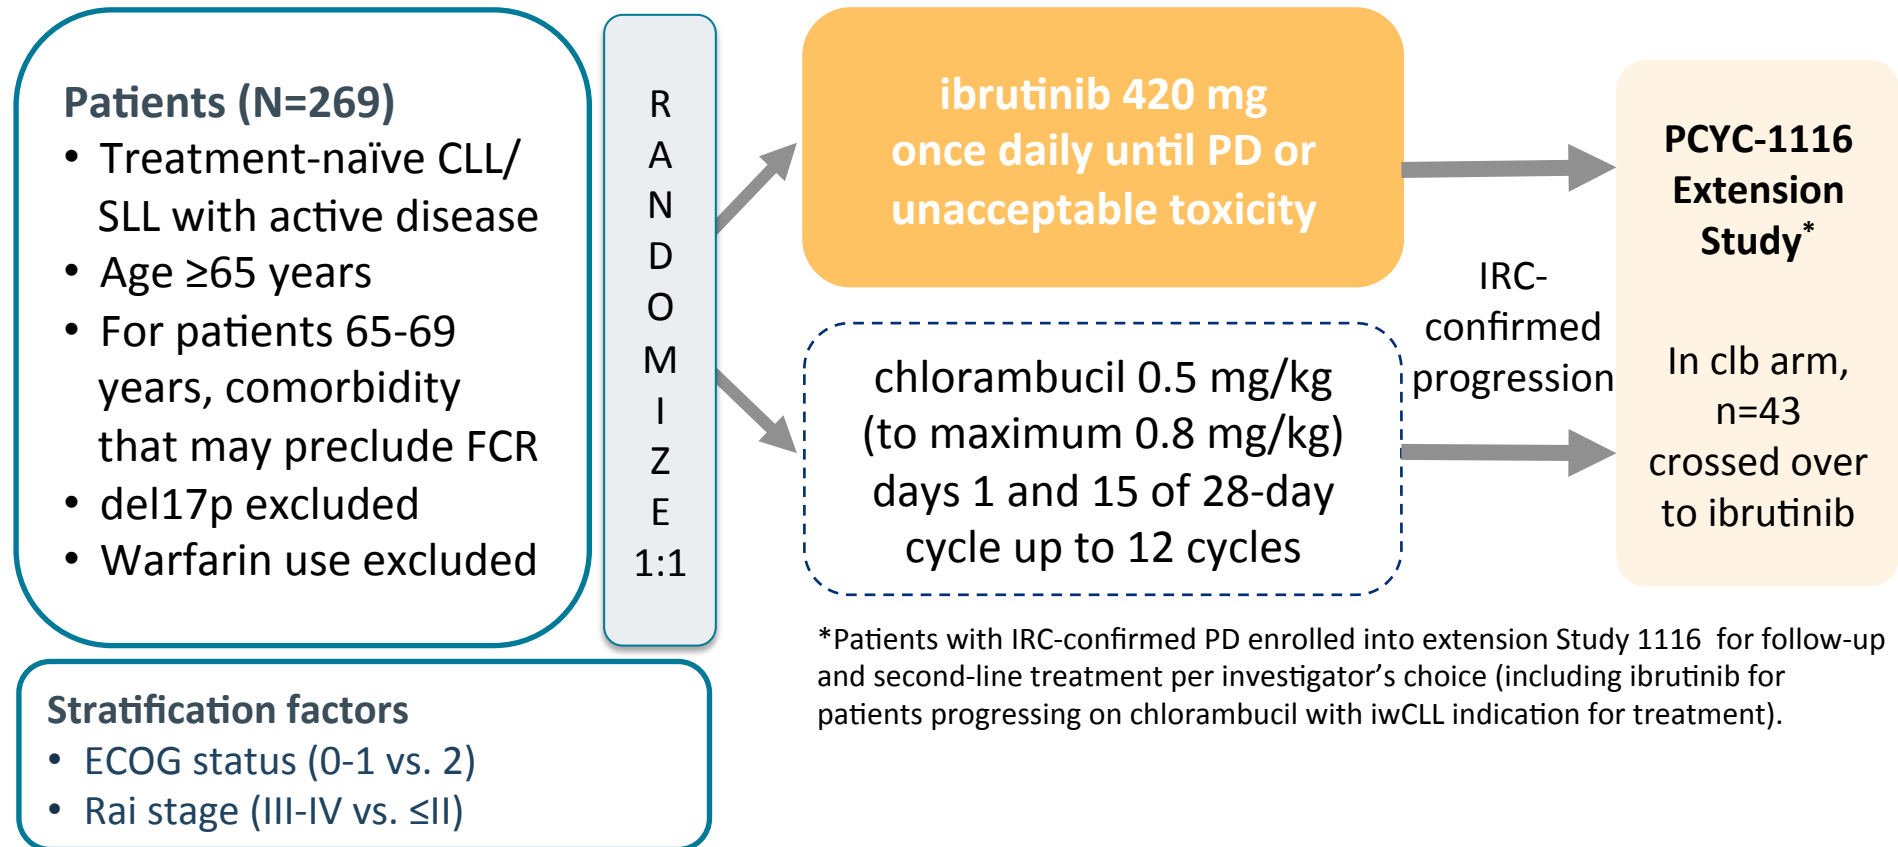 Patients (N=269)
• Treatment-naïve CLL/
SLL with active disease
• Age ≥65 years
• For patients 65-69
years, comorbidity
that may preclude FCR
• del17p excluded
• Warfarin use excluded
Stratification factors
• ECOG status (0-1 vs. 2)
• Rai stage (III-IV vs. ≤II)
R
A
N
D
O
M
I
Z
E
1:1
ibrutinib 420 mg
once daily until PD or
unacceptable toxicity
chlorambucil 0.5 mg/kg
(to maximum 0.8 mg/kg)
days 1 and 15 of 28-day
cycle up to 12 cycles
IRC-
confirmed
progression
PCYC-1116
Extension
Study*
In clb arm,
n=43
crossed over
to ibrutinib
*Patients with IRC-confirmed PD enrolled into extension Study 1116 for follow-up
and second-line treatment per investigator's choice (including ibrutinib for
patients progressing on chlorambucil with iwCLL indication for treatment).